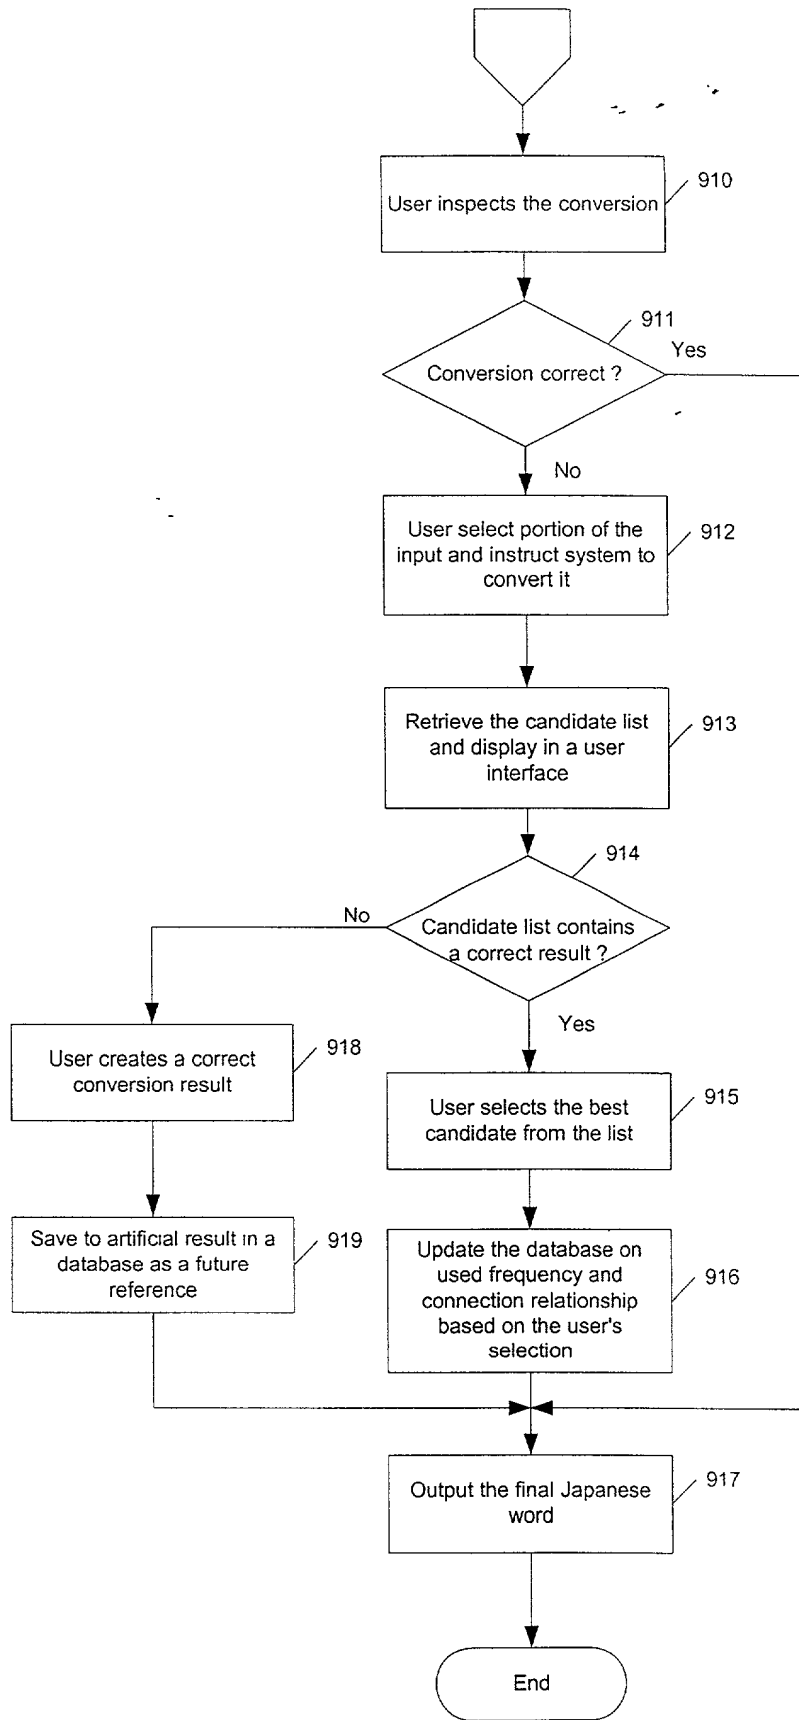 User inspects the conversion
910
911
Yes
Conversion correct ?
No
User select portion of the
input and instruct system to
convert it
912
Retrieve the candidate list
and display in a user
interface
913
914
No
Candidate list contains
a correct result ?
Yes
User creates a correct
conversion result
918
User selects the best
candidate from the list
915
Save to artificial result in a
database as a future
reference
919
Update the database on
used frequency and
connection relationship
based on the user's
selection
916
Output the final Japanese
word
917
End